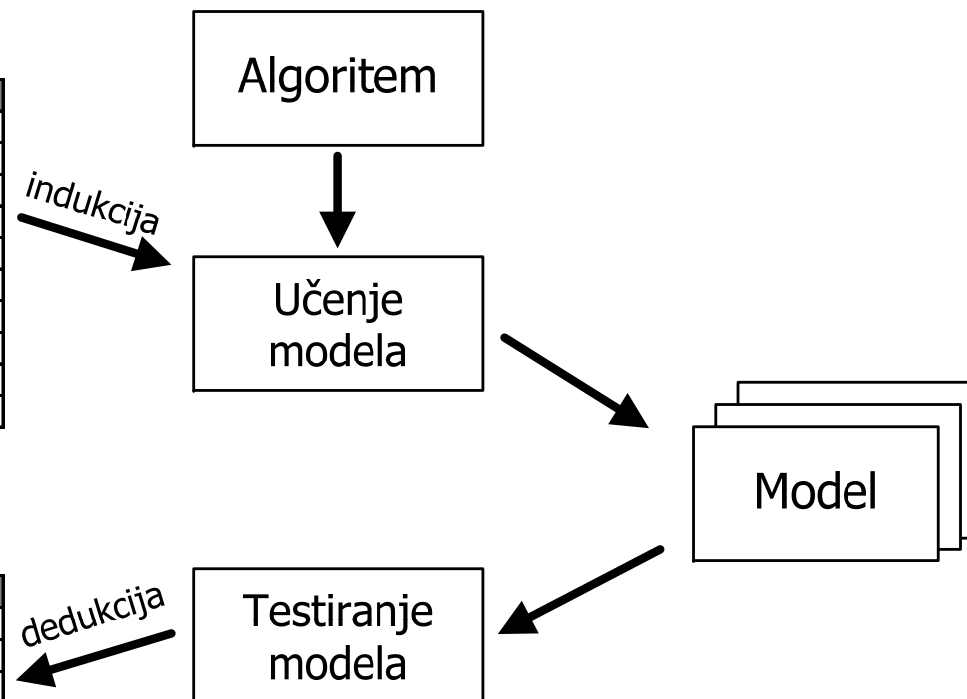 Algoritem
indukcija
Učenje
modela
Model
dedukcija
Testiranje
modela